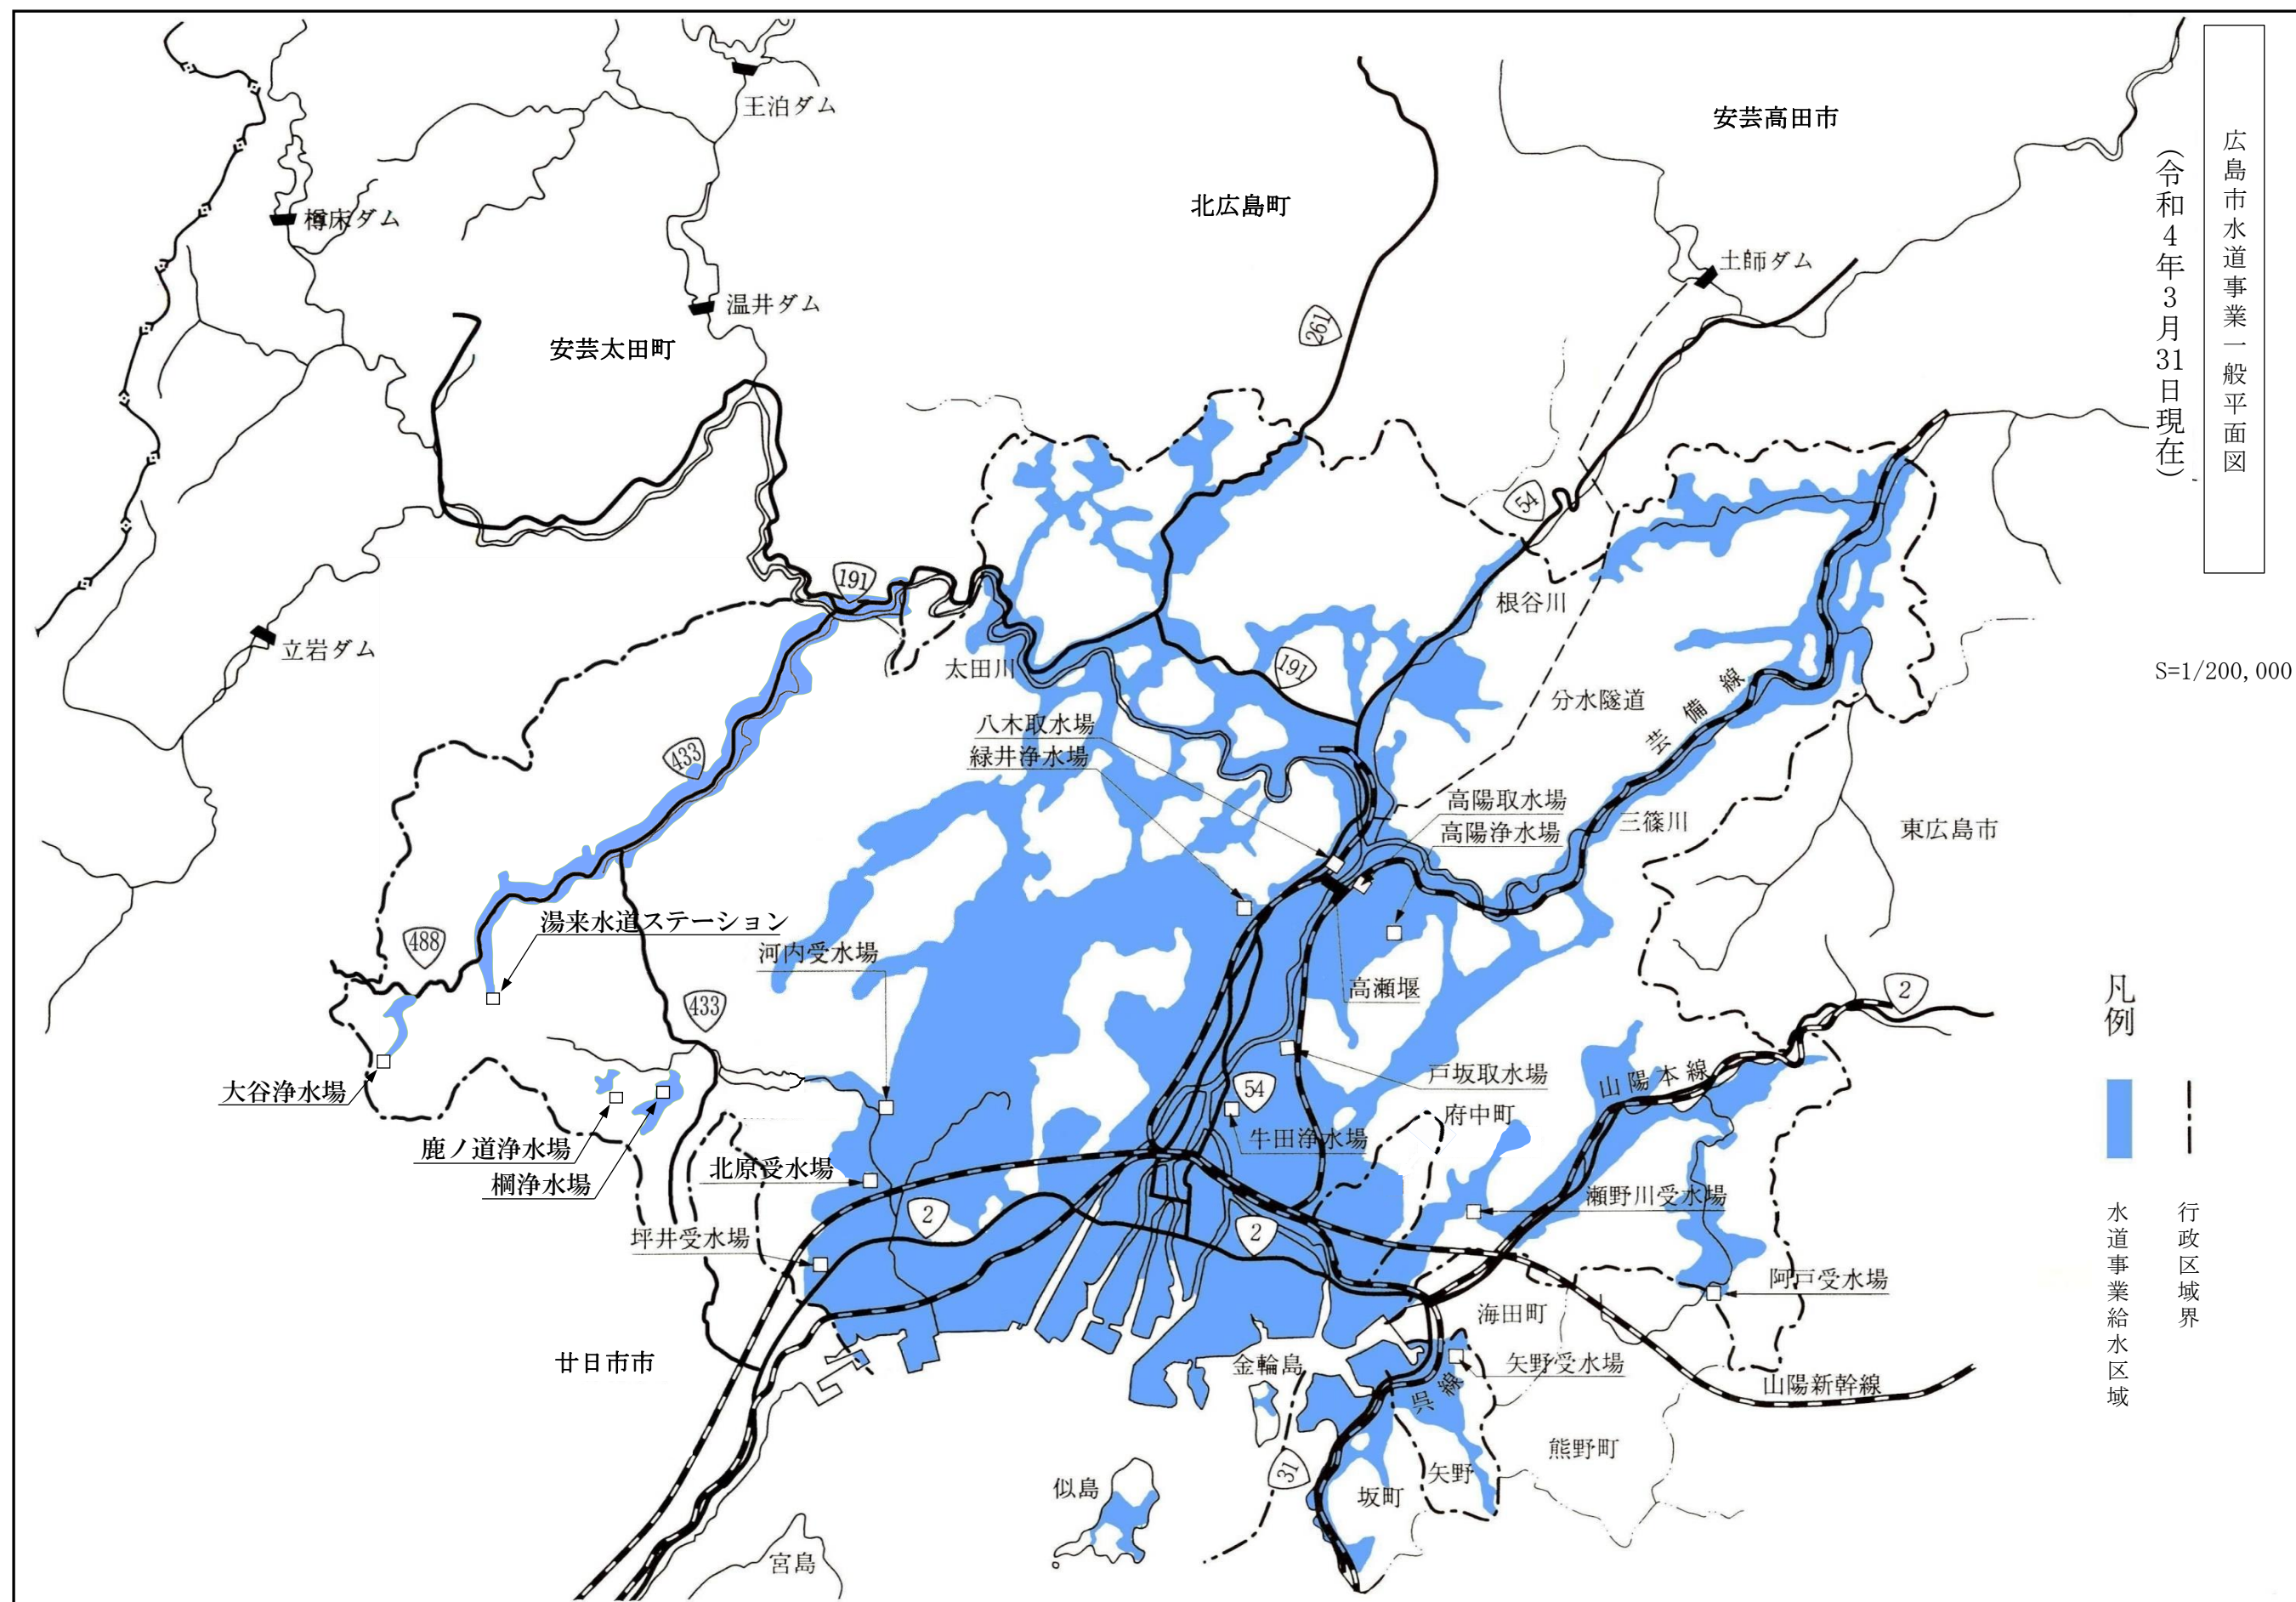 広島市水道事業一般平面図
（令和4年3月31日現在）
S=1/200,000
王泊ダム
安芸高田市
北広島町
樽床ダム
土師ダム
温井ダム
261
安芸太田町
54
191
根谷川
立岩ダム
太田川
191
分水隧道
芸備線
八木取水場
緑井浄水場
433
高陽取水場
高陽浄水場
三篠川
東広島市
湯来水道ステーション
488
河内受水場
高瀬堰
433
2
大谷浄水場
戸坂取水場
山陽本線
54
府中町
鹿ノ道浄水場
牛田浄水場
棡浄水場
北原受水場
瀬野川受水場
坪井受水場
2
2
阿戸受水場
海田町
廿日市市
金輪島
矢野受水場
呉線
山陽新幹線
熊野町
31
矢野
似島
坂町
宮島
凡例
行政区域界
水道事業給水区域